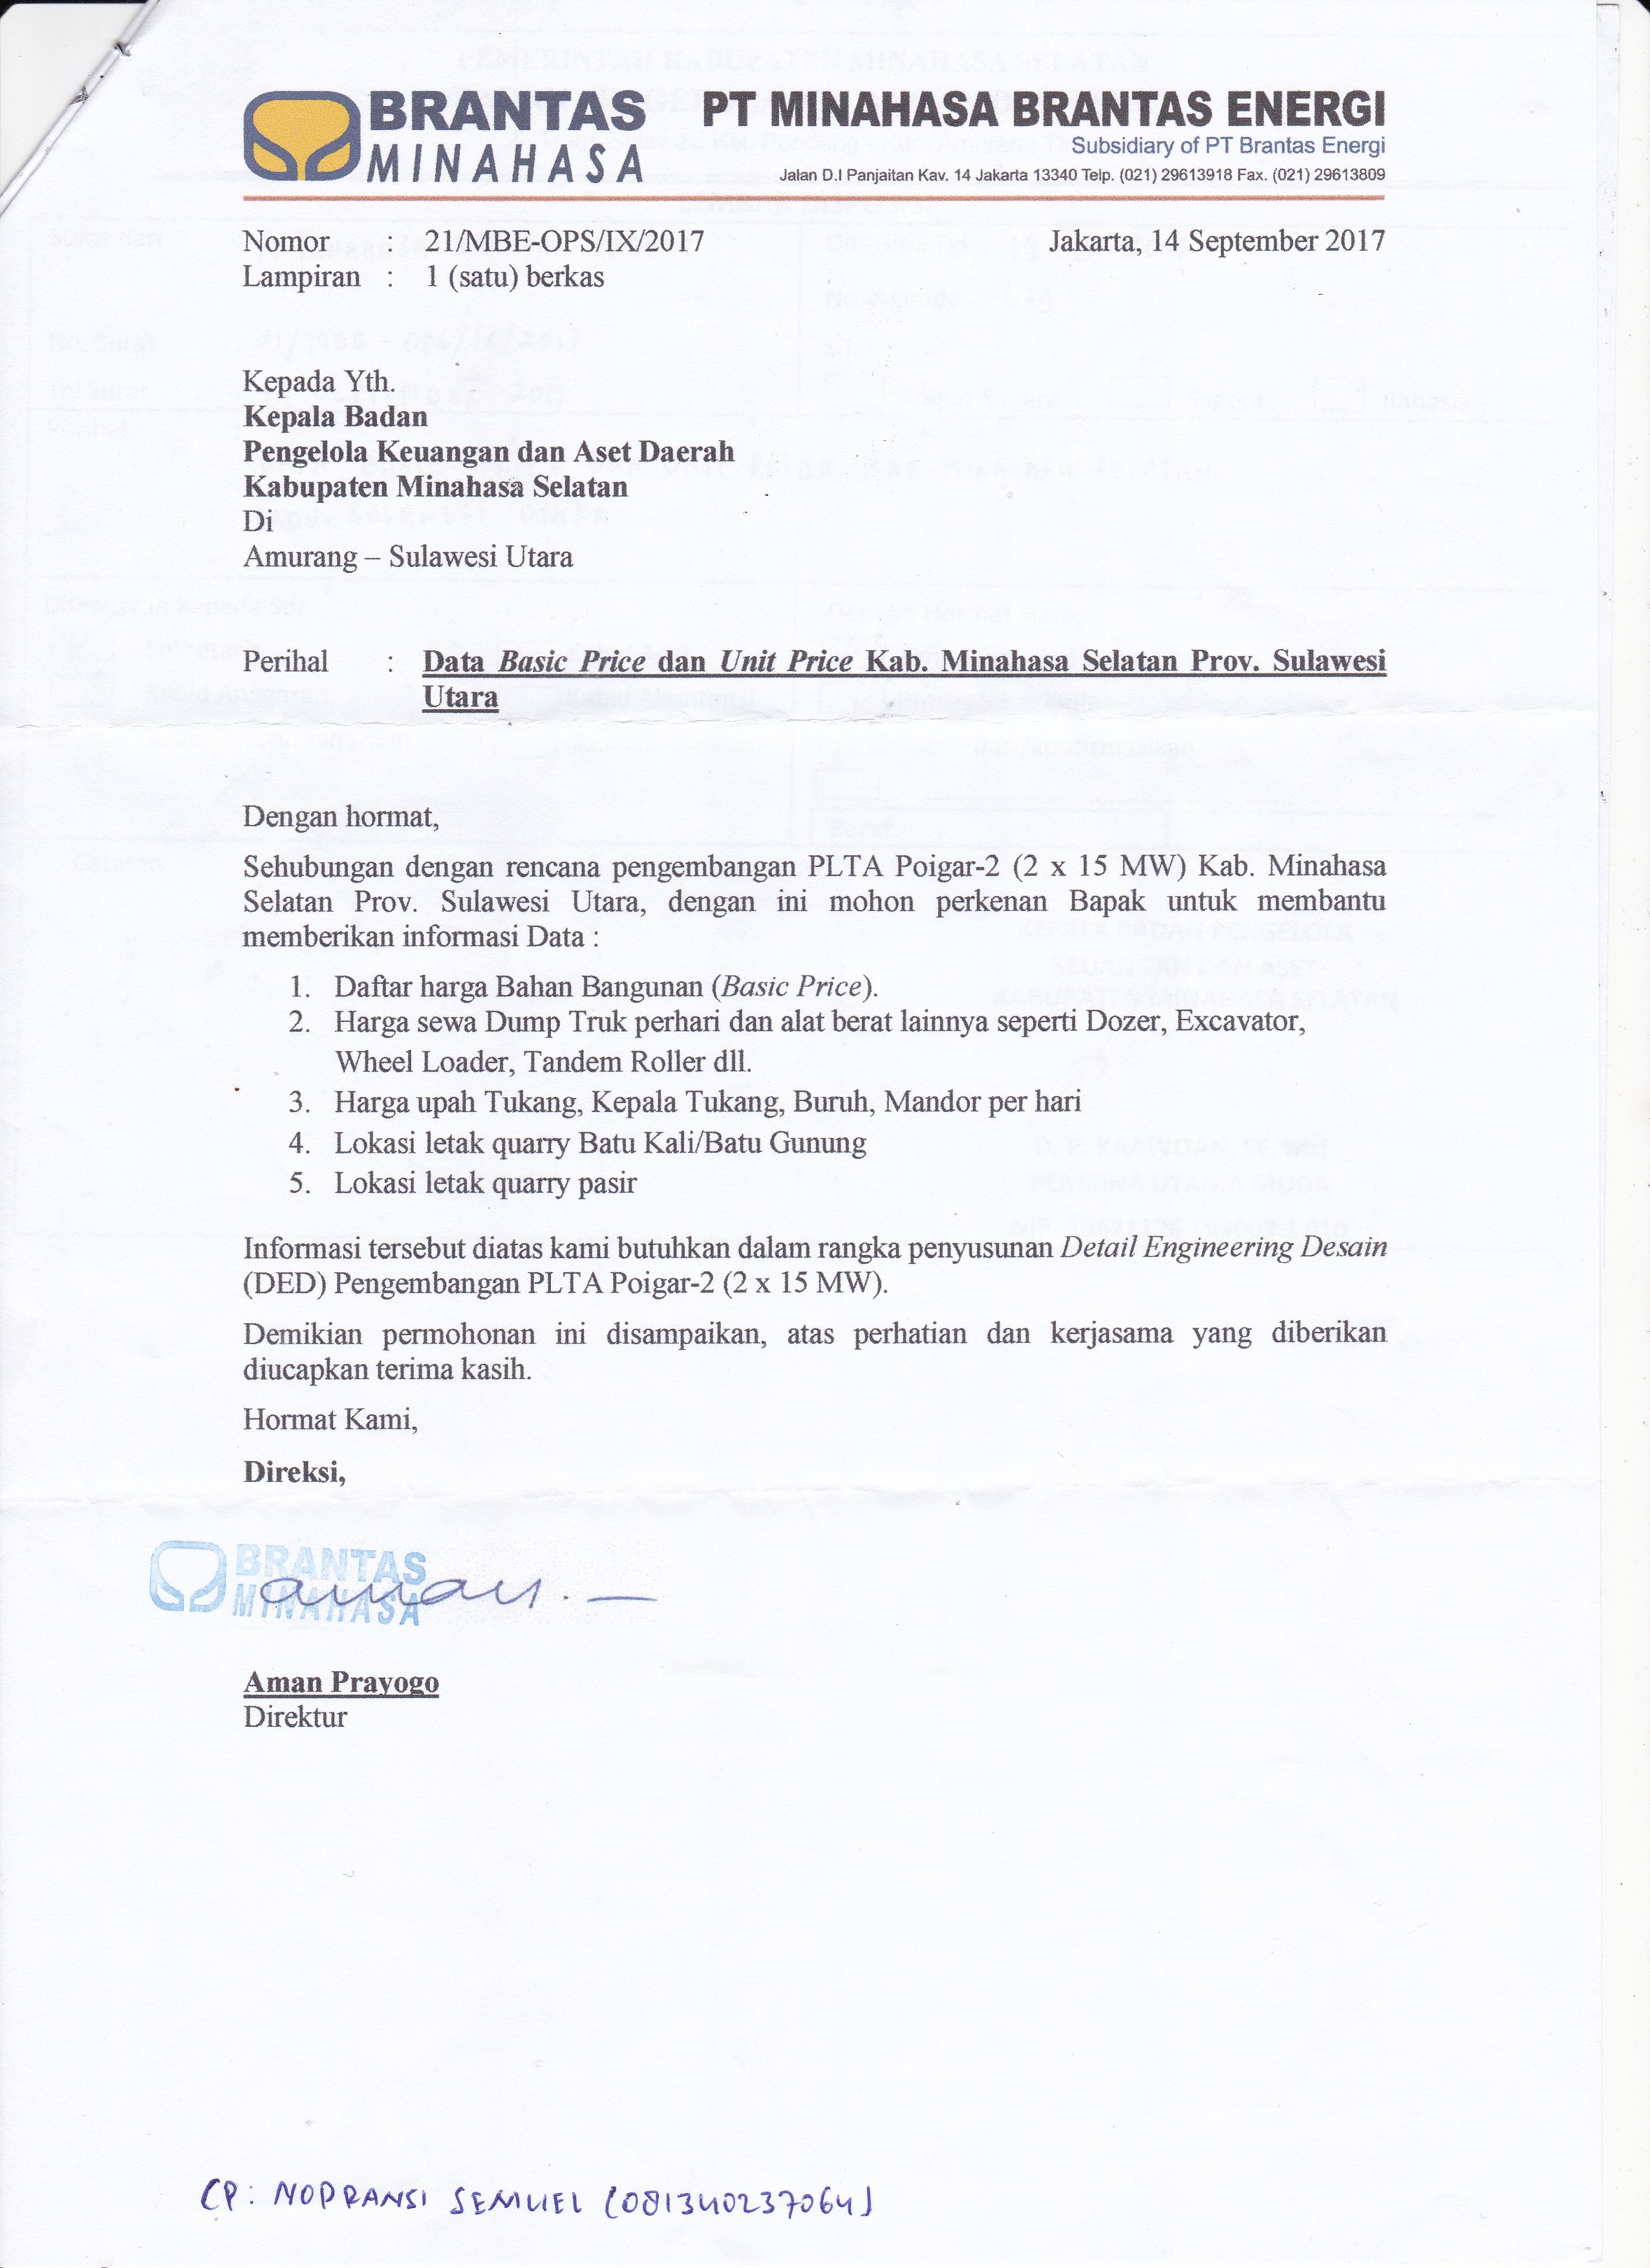 BRANTAS
MINAHASA
PT MINAHASA BRANTAS ENERGI
Subsidiary of PT Brantas Energi
Jalan D.I Panjaitan Kav. 14 Jakarta 13340 Telp. (021) 29613918 Fax. (021) 29613809
Nomor : 21/MBE-OPS/IX/2017 Jakarta, 14 September 2017
Lampiran : 1 (satu) berkas
Kepada Yth.
Kepala Badan
Pengelola Keuangan dan Aset Daerah
Kabupaten Minahasa Selatan
Di
Amurang – Sulawesi Utara
Perihal : Data Basic Price dan Unit Price Kab. Minahasa Selatan Prov. Sulawesi
Utara
Dengan hormat,
Sehubungan dengan rencana pengembangan PLTA Poigar-2 (2 x 15 MW) Kab. Minahasa
Selatan Prov. Sulawesi Utara, dengan ini mohon perkenan Bapak untuk membantu
memberikan informasi Data :
1. Daftar harga Bahan Bangunan (Basic Price).
2. Harga sewa Dump Truk perhari dan alat berat lainnya seperti Dozer, Excavator,
Wheel Loader, Tandem Roller dll.
3. Harga upah Tukang, Kepala Tukang, Buruh, Mandor per hari
4. Lokasi letak quarry Batu Kali/Batu Gunung
5. Lokasi letak quarry pasir
Informasi tersebut diatas kami butuhkan dalam rangka penyusunan Detail Engineering Desain
(DED) Pengembangan PLTA Poigar-2 (2 x 15 MW).
Demikian permohonan ini disampaikan, atas perhatian dan kerjasama yang diberikan
diucapkan terima kasih.
Hormat Kami,
Direksi,
BRANTAS
MINAHASA
Aman Prayogo
Direktur
CP: NOPRANSI SEMUEL (081340237064)